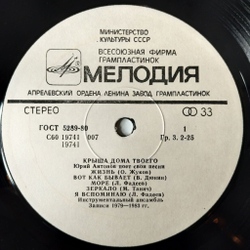 МИНИСТЕРСТВО
КУЛЬТУРЫ СССР
ВСЕСОЮЗНАЯ ФИРМА
ГРАМПЛАСТИНОК
МЕЛОДИЯ
АПРЕЛЕВСКИЙ ОРДЕНА ЛЕНИНА ЗАВОД ГРАМПЛАСТИНОК
СТЕРЕО 33
ГОСТ 5289-80 1
С60 19741 007 Гр. 3. 2-25
19741
КРЫША ДОМА ТВОЕГО
Юрий Антонов поет свои песни
ЖИЗНЬ (О. Жуков)
ВОТ КАК БЫВАЕТ (В. Дюнин)
МОРЕ (Л. Фадеев)
ЗЕРКАЛО (М. Танич)
Я ВСПОМИНАЮ (Л. Фадеев)
Инструментальный ансамбль
Записи 1979—1983 гг.